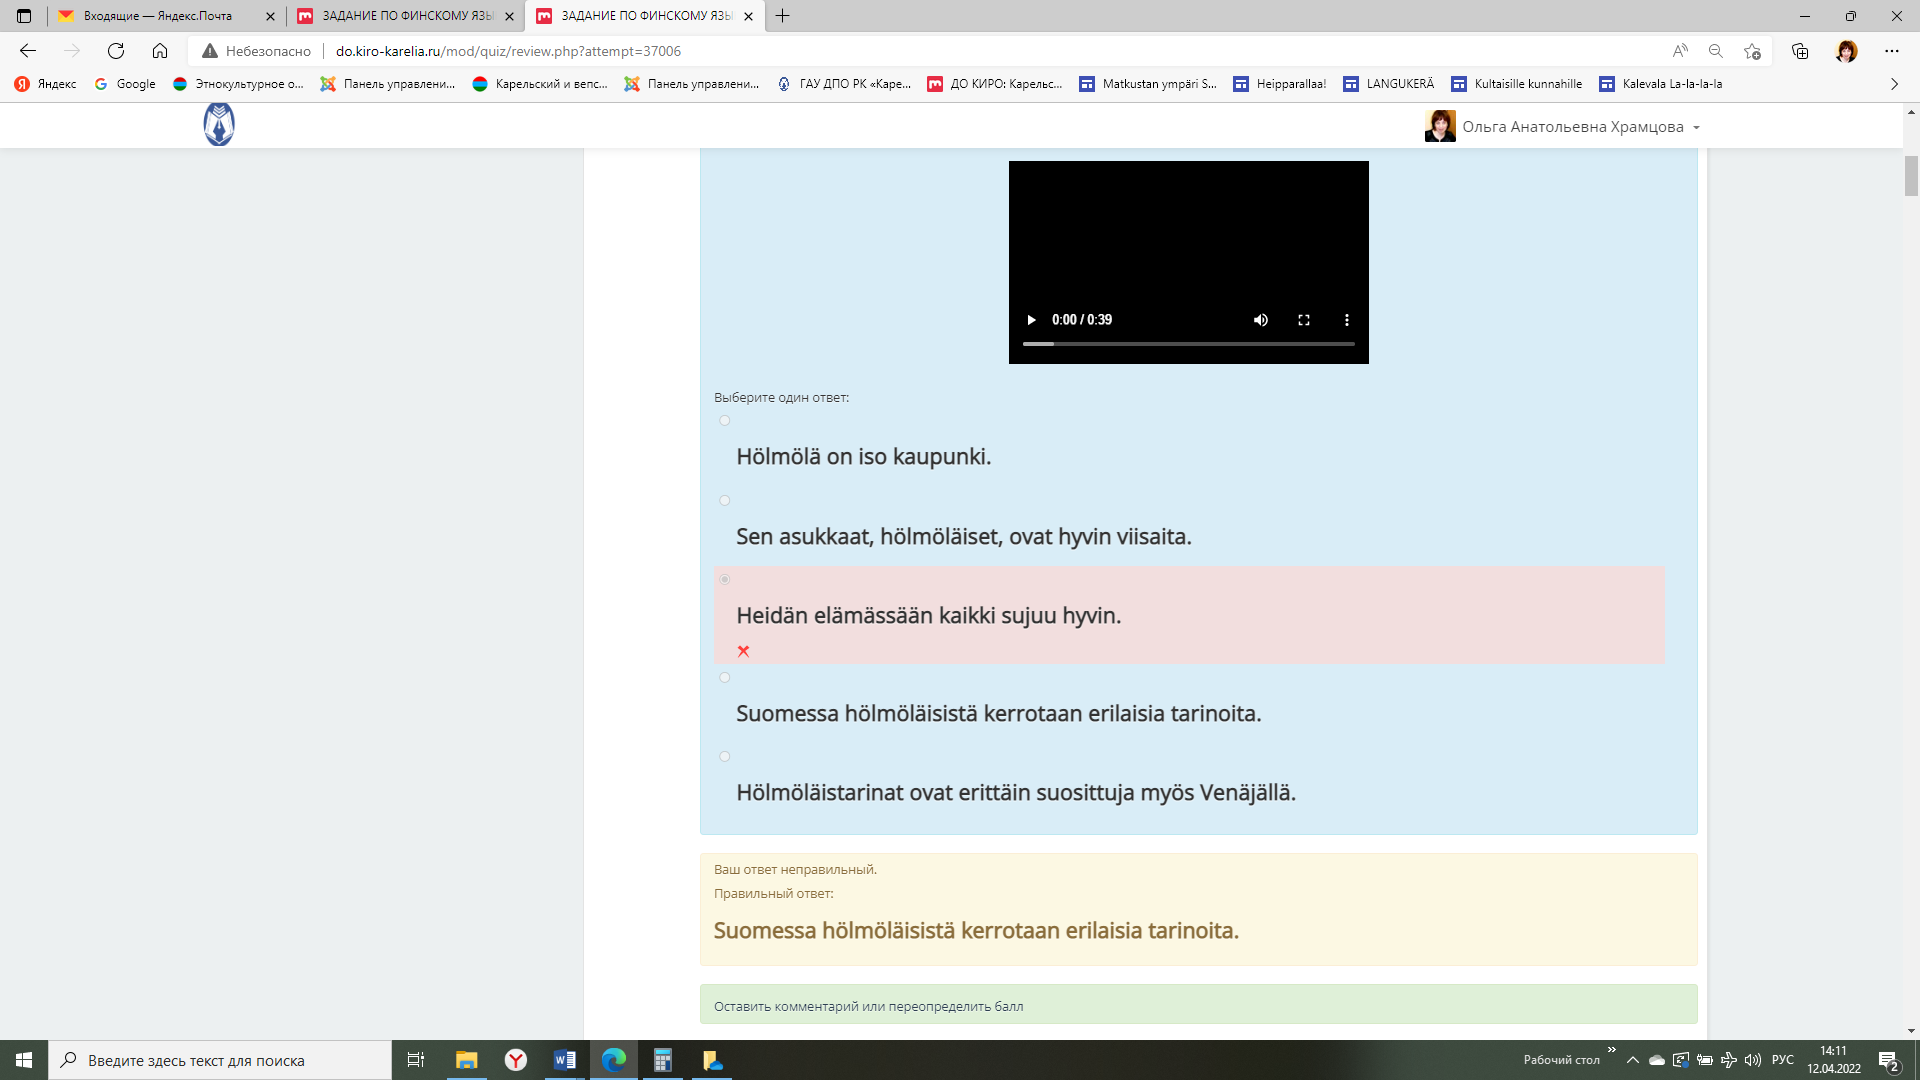 Входящие — Яндекс.Почта
ЗАДАНИЕ ПО ФИНСКОМУ ЯЗЫ
ЗАДАНИЕ ПО ФИНСКОМУ ЯЗЫ
Небезопасно
do.kiro-karelia.ru/mod/quiz/review.php?attempt=37006
Яндекс
Google
Этнокультурное о...
Панель управлени...
Карельский и вепс...
Панель управлени...
ГАУ ДПО РК «Каре...
ДО КИРО: Карельс...
Matkustan ympäri S...
Heipparallaa!
LANGUKERÄ
Kultaisille kunnahille
Kalevala La-la-la-la
Ольга Анатольевна Храмцова
0:00 / 0:39
Выберите один ответ:
Hölmölä on iso kaupunki.
Sen asukkaat, hölmöläiset, ovat hyvin viisaita.
Heidän elämässään kaikki sujuu hyvin.
Suomessa hölmöläisistä kerrotaan erilaisia tarinoita.
Hölmöläistarinat ovat erittäin suosittuja myös Venäjällä.
Ваш ответ неправильный.
Правильный ответ:
Suomessa hölmöläisistä kerrotaan erilaisia tarinoita.
Оставить комментарий или переопределить балл
Введите здесь текст для поиска
Рабочий стол
РУС
14:11
12.04.2022
2